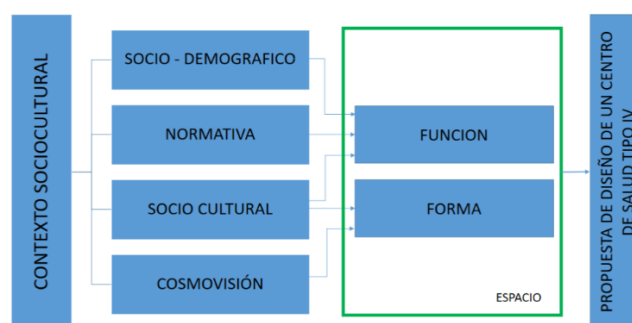 CONTEXTO SOCIOCULTURAL
SOCIO - DEMOGRAFICO
NORMATIVA
SOCIO CULTURAL
COSMOVISIÓN
FUNCION
FORMA
ESPACIO
PROPUESTA DE DISEÑO DE UN CENTRO
DE SALUD TIPO IV